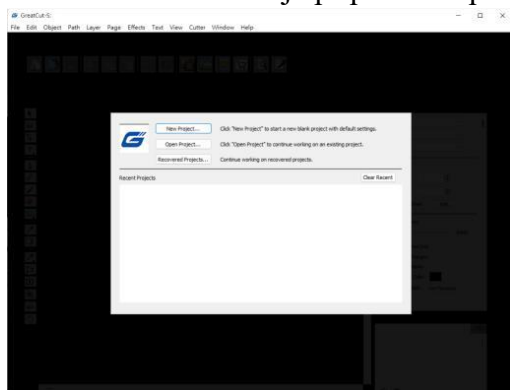 GreatCut-S:
File Edit Object Path Layer Page Effects Text View Cutter Window Help
New Project... Click "New Project" to start a new blank project with default settings.
Open Project... Click "Open Project" to continue working on an existing project.
Recovered Projects... Continue working on recovered projects.
Recent Projects Clear Recent